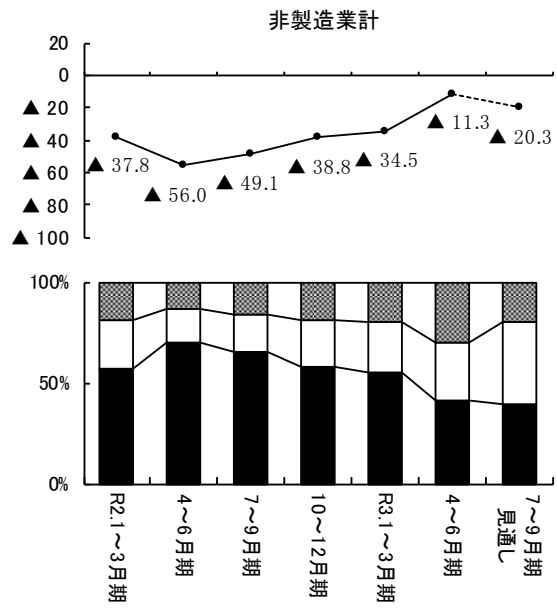 非製造業計
20
0
▲ 20
▲ 40
▲ 60
▲ 80
▲ 100
▲ 37.8
▲ 56.0
▲ 49.1
▲ 38.8
▲ 34.5
▲ 11.3
▲ 20.3
100%
50%
0%
R2.1～3月期
4～6月期
7～9月期
10～12月期
R3.1～3月期
4～6月期
7～9月期
見通し